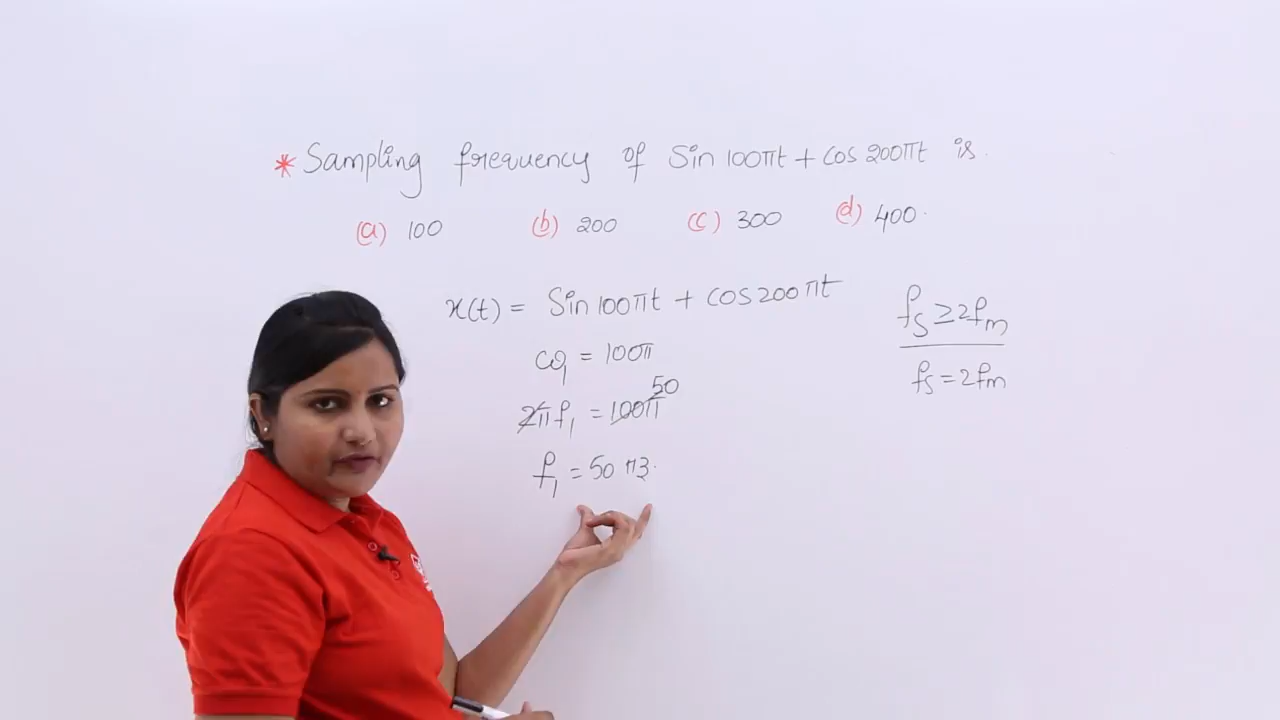 * Sampling frequency of Sin 100πt + cos 200πt is.
(a) 100 (b) 200 (c) 300 (d) 400.
x(t) = Sin 100πt + cos 200πt
ω₁ = 100π
2πf₁ = 100π 50
f₁ = 50 Hz.
fs ≥ 2fm
fs = 2fm